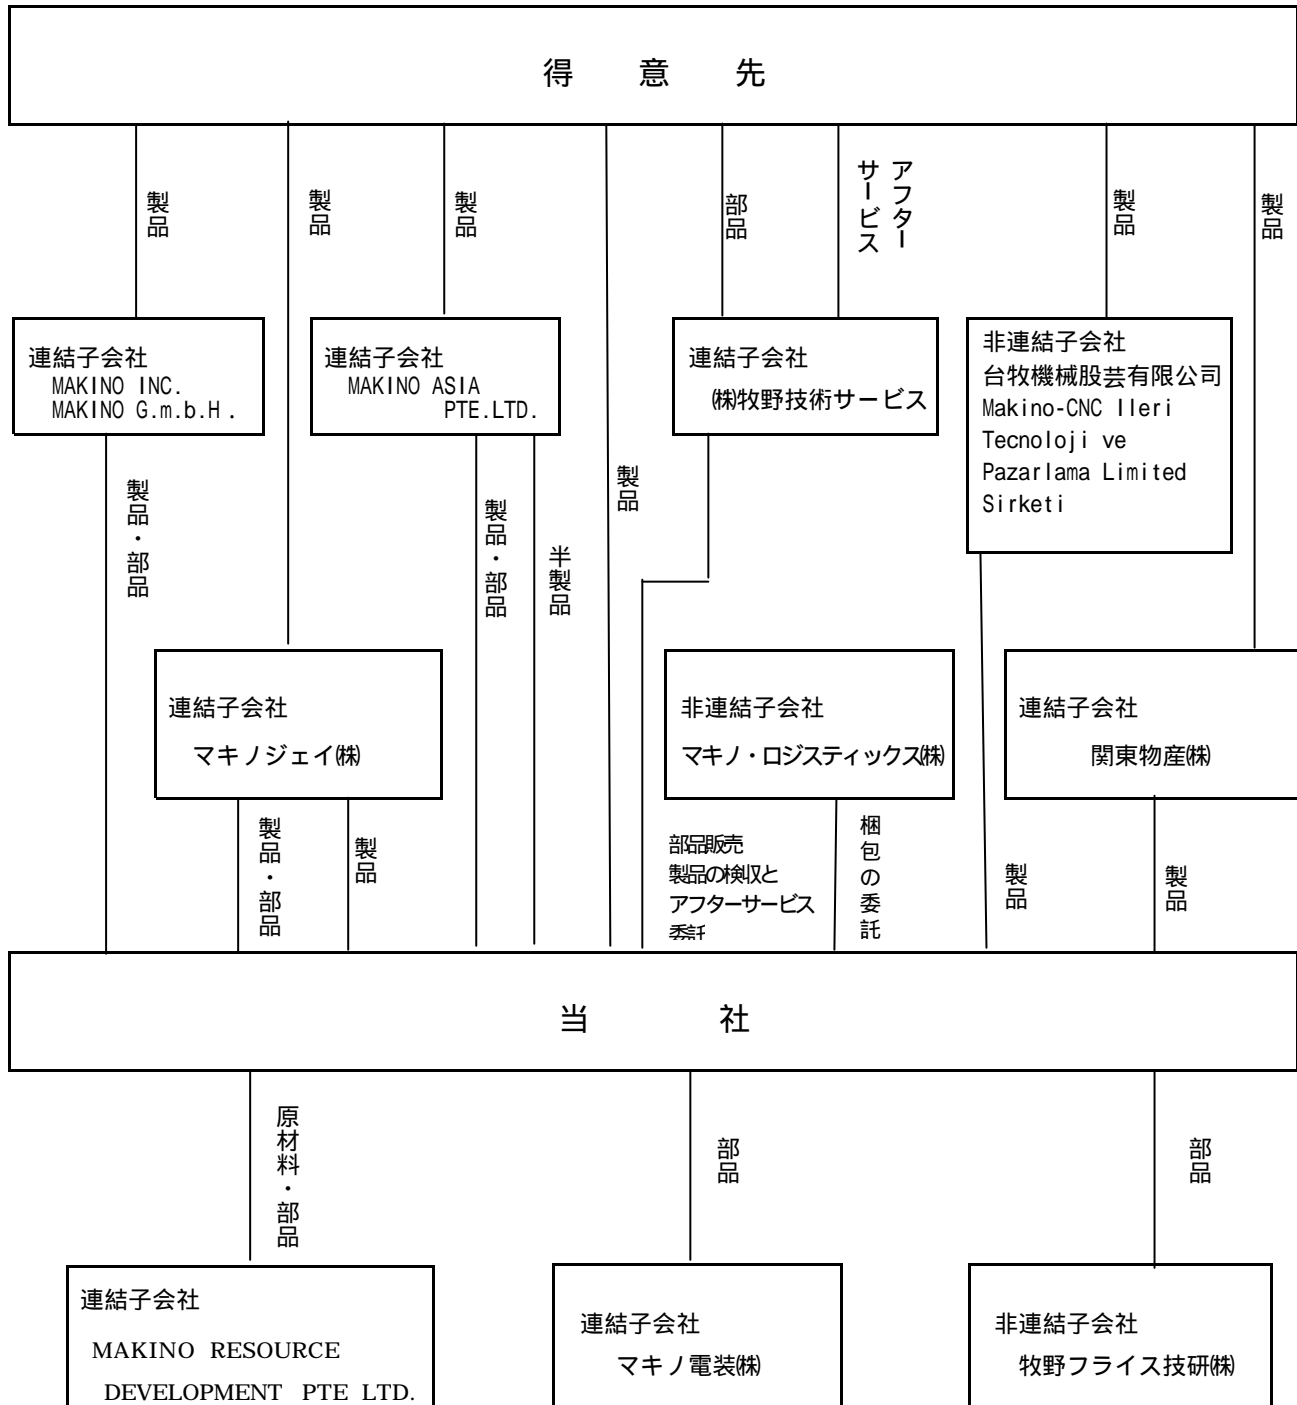 得意先
製品
製品
製品
部品
アフター
サービス
製品
製品
連結子会社
MAKINO INC.
MAKINO G.m.b.H.
連結子会社
MAKINO ASIA
PTE.LTD.
連結子会社
㈱牧野技術サービス
非連結子会社
台牧機械股芸有限公司
Makino-CNC Ileri
Tecnoloji ve
Pazarlama Limited
Sirketi
製品・部品
製品・部品
半製品
製品
連結子会社
マキノジェイ㈱
非連結子会社
マキノ・ロジスティックス㈱
連結子会社
関東物産㈱
製品・部品
製品
部品販売
製品の検収と
アフターサービス
委託
梱包の委託
製品
製品
当社
原材料・部品
部品
部品
連結子会社
MAKINO RESOURCE
DEVELOPMENT PTE LTD.
連結子会社
マキノ電装㈱
非連結子会社
牧野フライス技研㈱